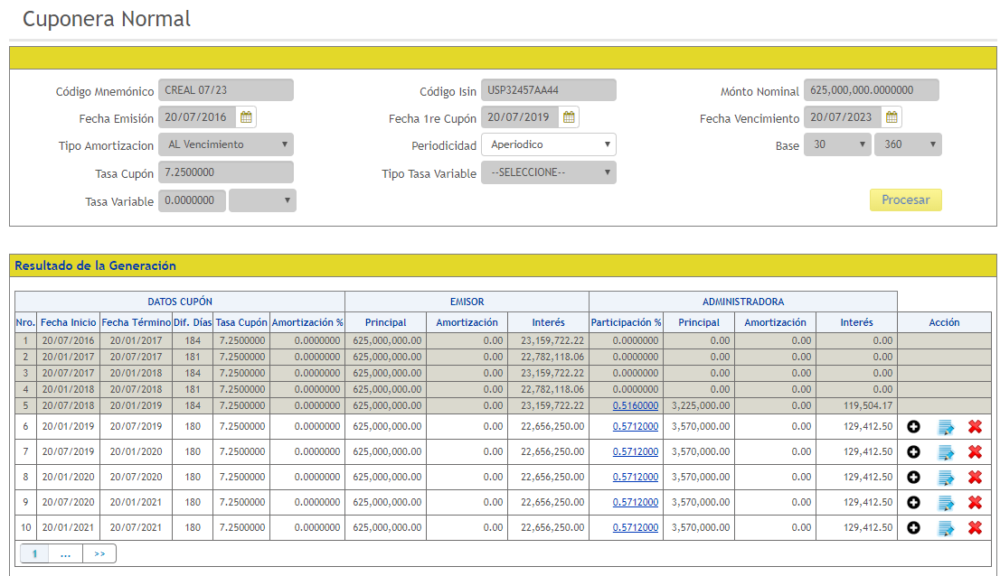 Cuponera Normal
Código Mnemónico CREAL 07/23 Código Isin USP32457AA44 Mónto Nominal 625,000,000.0000000
Fecha Emisión 20/07/2016 Fecha 1re Cupón 20/07/2019 Fecha Vencimiento 20/07/2023
Tipo Amortizacion AL Vencimiento Periodicidad Aperiodico Base 30 360
Tasa Cupón 7.2500000 Tipo Tasa Variable --SELECCIONE--
Tasa Variable 0.0000000 Procesar
Resultado de la Generación
DATOS CUPÓN EMISOR ADMINISTRADORA
Nro. Fecha Inicio Fecha Término Dif. Días Tasa Cupón Amortización % Principal Amortización Interés Participación % Principal Amortización Interés Acción
1 20/07/2016 20/01/2017 184 7.2500000 0.0000000 625,000,000.00 0.00 23,159,722.22 0.0000000 0.00 0.00 0.00
2 20/01/2017 20/07/2017 181 7.2500000 0.0000000 625,000,000.00 0.00 22,782,118.06 0.0000000 0.00 0.00 0.00
3 20/07/2017 20/01/2018 184 7.2500000 0.0000000 625,000,000.00 0.00 23,159,722.22 0.0000000 0.00 0.00 0.00
4 20/01/2018 20/07/2018 181 7.2500000 0.0000000 625,000,000.00 0.00 22,782,118.06 0.0000000 0.00 0.00 0.00
5 20/07/2018 20/01/2019 184 7.2500000 0.0000000 625,000,000.00 0.00 23,159,722.22 0.5160000 3,225,000.00 0.00 119,504.17
6 20/01/2019 20/07/2019 180 7.2500000 0.0000000 625,000,000.00 0.00 22,656,250.00 0.5712000 3,570,000.00 0.00 129,412.50
7 20/07/2019 20/01/2020 180 7.2500000 0.0000000 625,000,000.00 0.00 22,656,250.00 0.5712000 3,570,000.00 0.00 129,412.50
8 20/01/2020 20/07/2020 180 7.2500000 0.0000000 625,000,000.00 0.00 22,656,250.00 0.5712000 3,570,000.00 0.00 129,412.50
9 20/07/2020 20/01/2021 180 7.2500000 0.0000000 625,000,000.00 0.00 22,656,250.00 0.5712000 3,570,000.00 0.00 129,412.50
10 20/01/2021 20/07/2021 180 7.2500000 0.0000000 625,000,000.00 0.00 22,656,250.00 0.5712000 3,570,000.00 0.00 129,412.50
1 ... >>